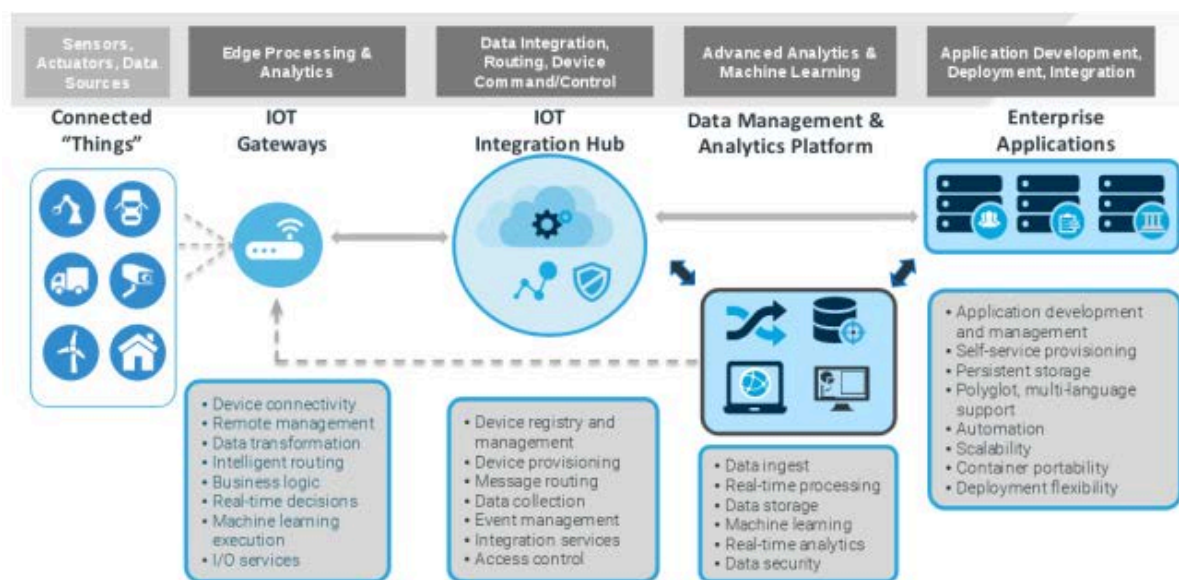 Sensors,
Actuators, Data
Sources
Edge Processing &
Analytics
Data Integration,
Routing, Device
Command/Control
Advanced Analytics &
Machine Learning
Application Development,
Deployment, Integration
Connected
“Things”
IOT
Gateways
IOT
Integration Hub
Data Management &
Analytics Platform
Enterprise
Applications
• Device connectivity
• Remote management
• Data transformation
• Intelligent routing
• Business logic
• Real-time decisions
• Machine learning
execution
• I/O services
• Device registry and
management
• Device provisioning
• Message routing
• Data collection
• Event management
• Integration services
• Access control
• Data ingest
• Real-time processing
• Data storage
• Machine learning
• Real-time analytics
• Data security
• Application development
and management
• Self-service provisioning
• Persistent storage
• Polyglot, multi-language
support
• Automation
• Scalability
• Container portability
• Deployment flexibility